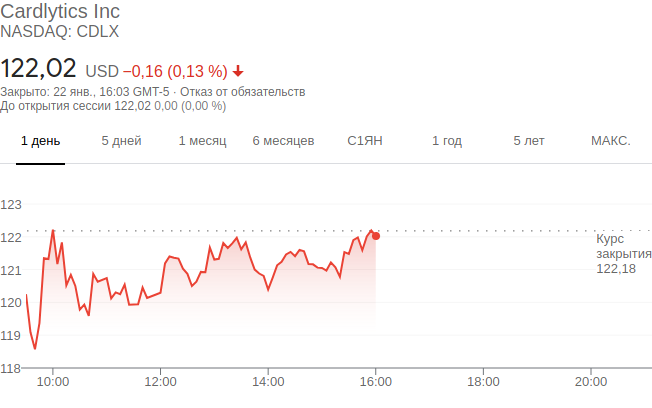 Cardlytics Inc
NASDAQ: CDLX
122,02 USD −0,16 (0,13 %)
Закрыто: 22 янв., 16:03 GMT-5 · Отказ от обязательств
До открытия сессии 122,02 0,00 (0,00 %)
1 день 5 дней 1 месяц 6 месяцев С1ЯН 1 год 5 лет МАКС.
123
122
121
120
119
118
Курс
закрытия
122,18
10:00 12:00 14:00 16:00 18:00 20:00